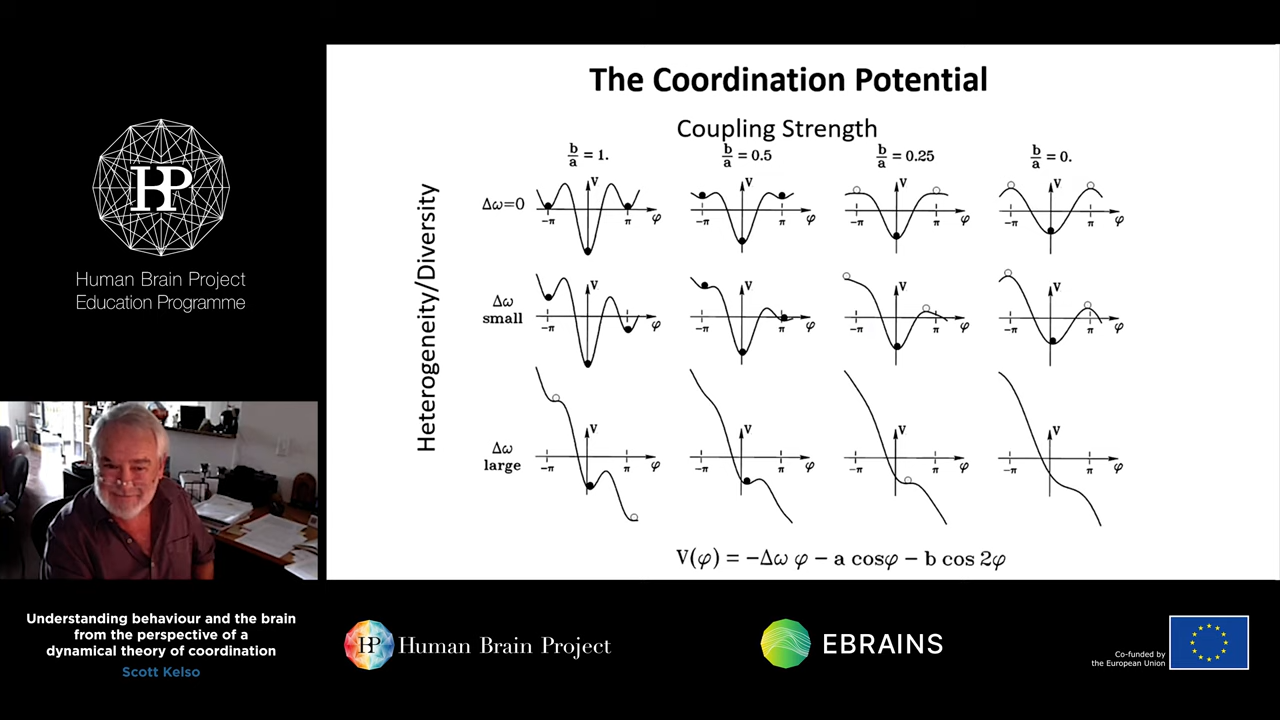 The Coordination Potential
Coupling Strength
b/a = 1.
b/a = 0.5
b/a = 0.25
b/a = 0.
Heterogeneity/Diversity
Δω=0
V
-π
π
φ
V
-π
π
φ
V
-π
π
φ
V
-π
π
φ
Δω
small
V
-π
π
φ
V
-π
π
φ
V
-π
π
φ
V
-π
π
φ
Δω
large
V
-π
π
φ
V
-π
π
φ
V
-π
π
φ
V
-π
π
φ
V(φ) = −Δω φ − a cosφ − b cos 2φ
HP
Human Brain Project
Education Programme
Understanding behaviour and the brain
from the perspective of a
dynamical theory of coordination
Scott Kelso
HP
Human Brain Project
EBRAINS
Co-funded by
the European Union